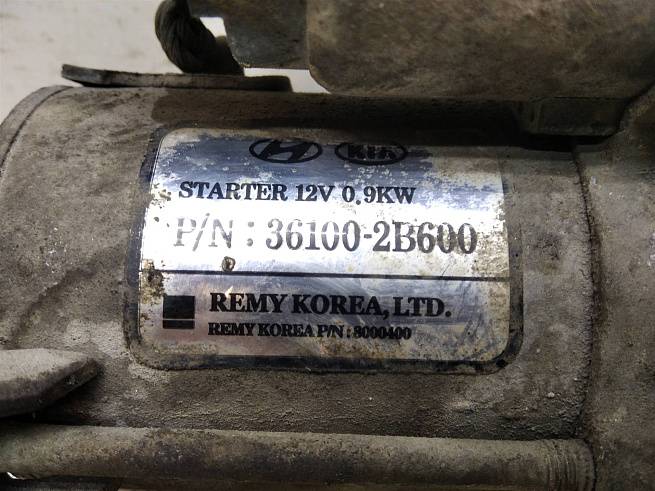 KIA
STARTER 12V 0.9KW
P/N : 36100-2B600
REMY KOREA, LTD.
REMY KOREA P/N : 8000400